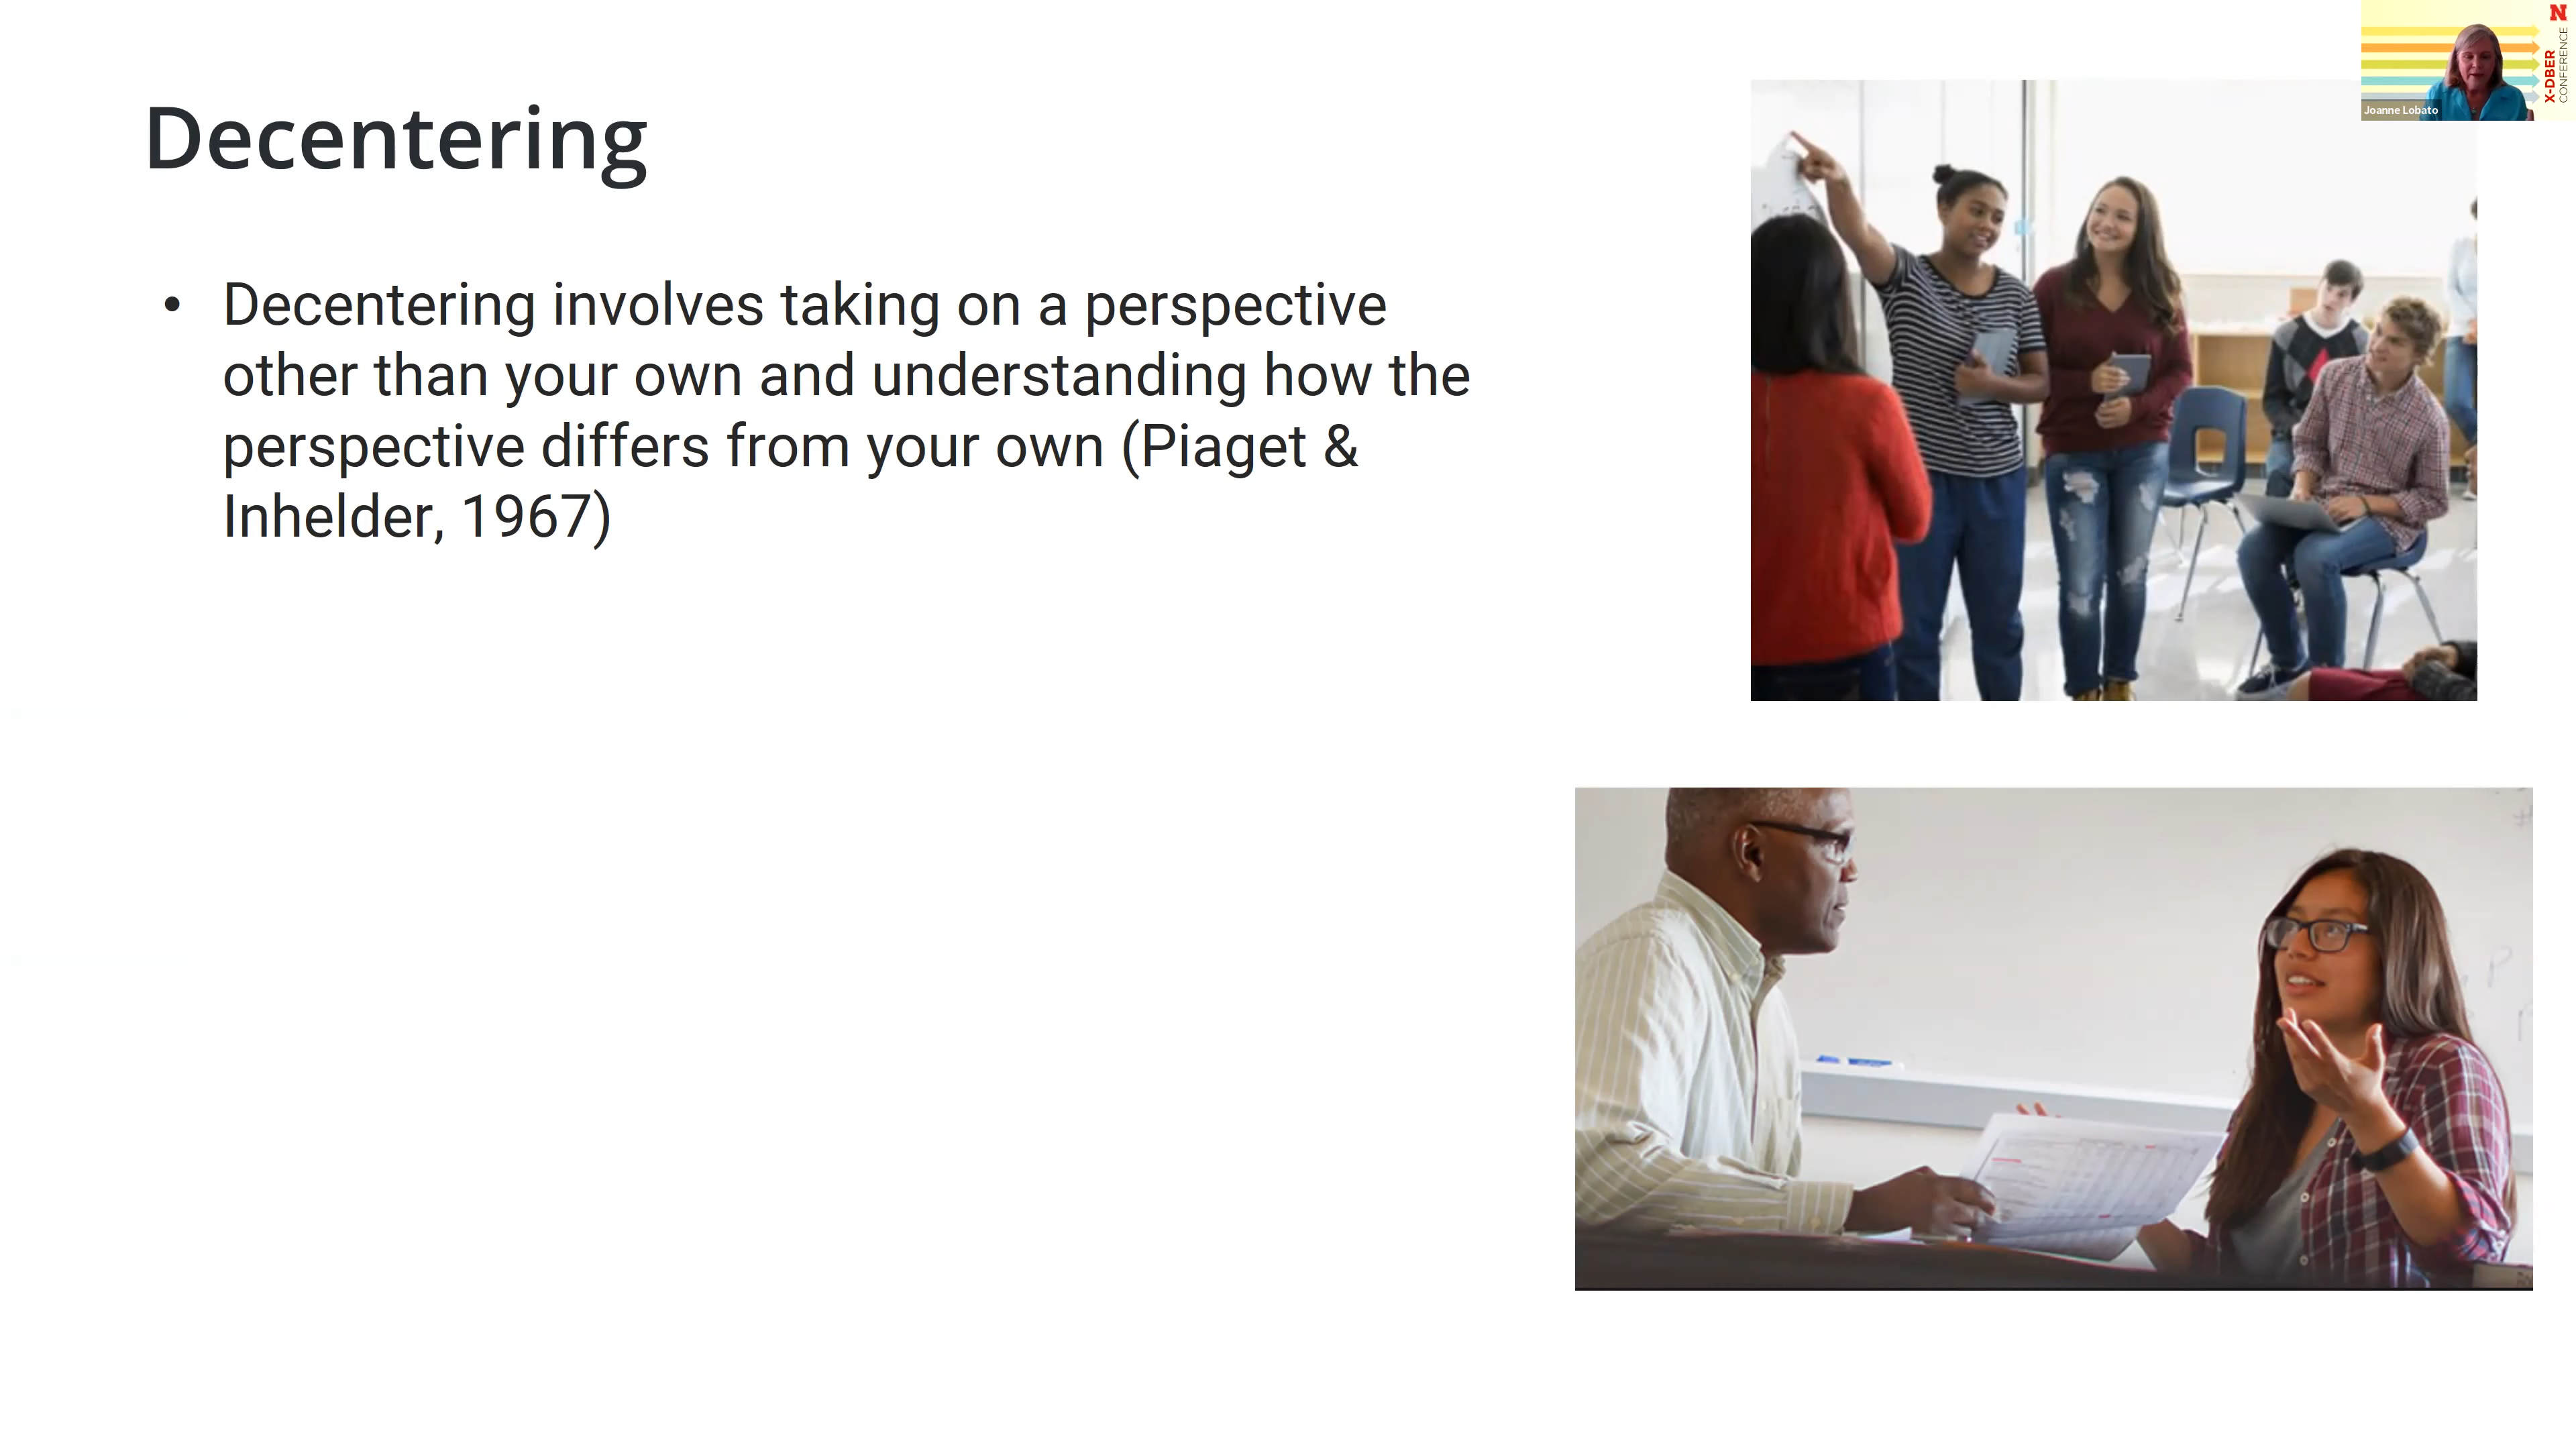 Decentering
• Decentering involves taking on a perspective
other than your own and understanding how the
perspective differs from your own (Piaget &
Inhelder, 1967)
Joanne Lobato
N
X-DBER
CONFERENCE